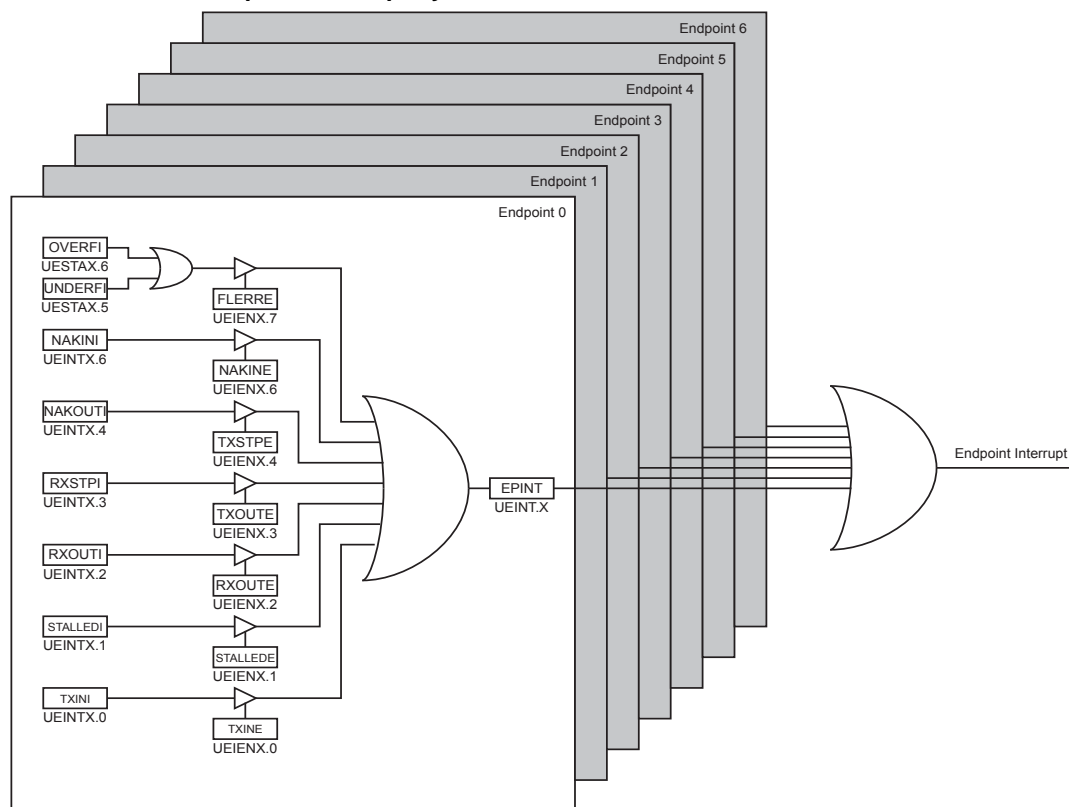 Endpoint 6
Endpoint 5
Endpoint 4
Endpoint 3
Endpoint 2
Endpoint 1
Endpoint 0
OVERFI
UESTAX.6
UNDERFI
UESTAX.5
FLERRE
UEIENX.7
NAKINI
UEINTX.6
NAKINE
UEIENX.6
NAKOUTI
UEINTX.4
TXSTPE
UEIENX.4
RXSTPI
UEINTX.3
TXOUTE
UEIENX.3
RXOUTI
UEINTX.2
RXOUTE
UEIENX.2
STALLEDI
UEINTX.1
STALLEDE
UEIENX.1
TXINI
UEINTX.0
TXINE
UEIENX.0
EPINT
UEINT.X
Endpoint Interrupt